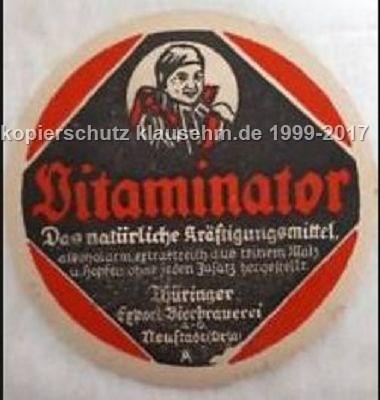 kopierschutz klausehm.de 1999-2017
Vitaminator
Das natürliche Kräftigungsmittel,
alkoholarm, extraktreich aus reinem Malz
u. Hopfen ohne jeden Zusatz hergestellt.
Thüringer
Export-Bierbrauerei
A.-G.
Neustadt (Orla)